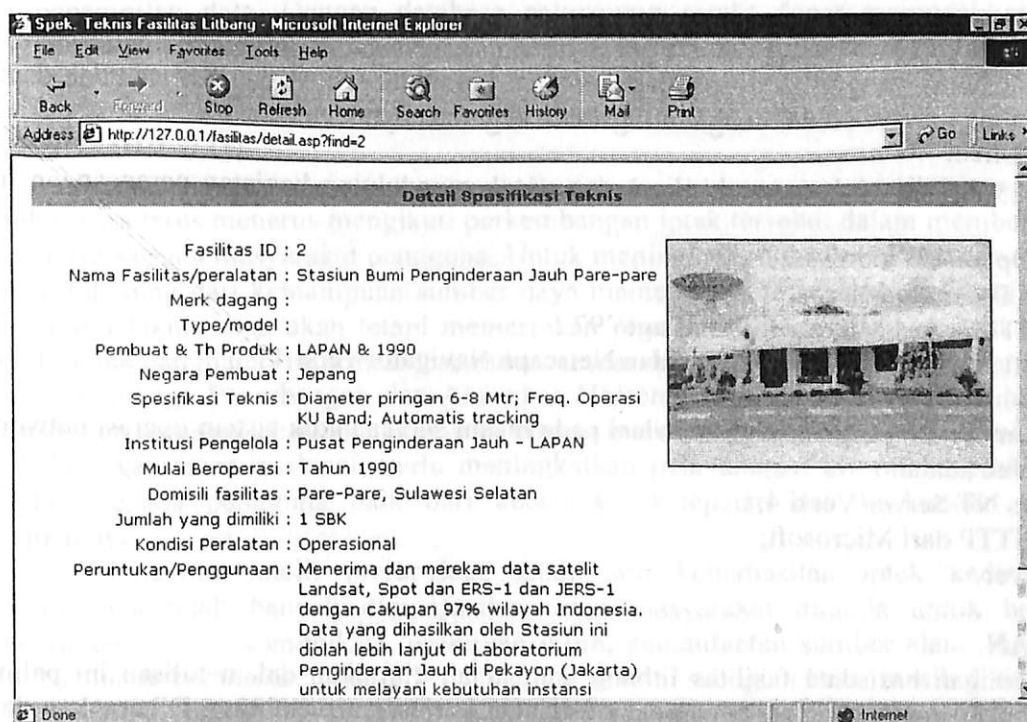 Spek. Teknis Fasilitas Litbang - Microsoft Internet Explorer
File Edit View Favorites Tools Help
Back Forward Stop Refresh Home Search Favorites History Mail Print
Address http://127.0.0.1/fasilitas/detail.asp?find=2 Go Links
Detail Spesifikasi Teknis
Fasilitas ID : 2
Nama Fasilitas/peralatan : Stasiun Bumi Penginderaan Jauh Pare-pare
Merk dagang :
Type/model :
Pembuat & Th Produk : LAPAN & 1990
Negara Pembuat : Jepang
Spesifikasi Teknis : Diameter piringan 6-8 Mtr; Freq. Operasi
KU Band; Automatis tracking
Institusi Pengelola : Pusat Penginderaan Jauh - LAPAN
Mulai Beroperasi : Tahun 1990
Domisili fasilitas : Pare-Pare, Sulawesi Selatan
Jumlah yang dimiliki : 1 SBK
Kondisi Peralatan : Operasional
Peruntukan/Penggunaan : Menerima dan merekam data satelit
Landsat, Spot dan ERS-1 dan JERS-1
dengan cakupan 97% wilayah Indonesia.
Data yang dihasilkan oleh Stasiun ini
diolah lebih lanjut di Laboratorium
Penginderaan Jauh di Pekayon (Jakarta)
untuk melayani kebutuhan instansi
Done Internet